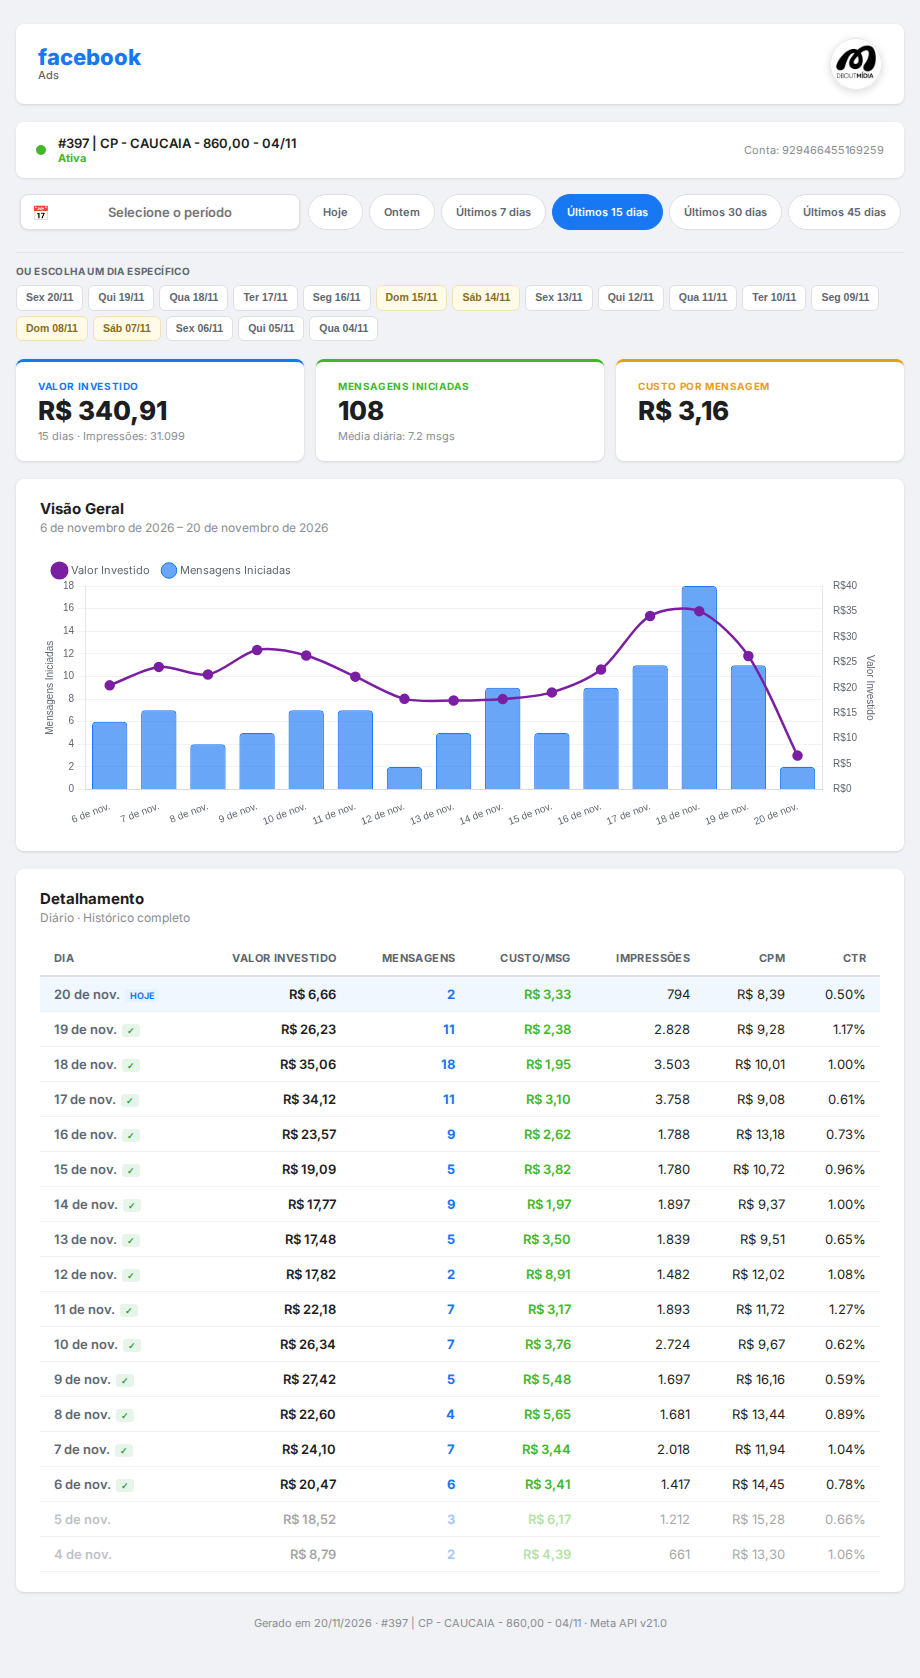 facebook
Ads
DBOUTMÍDIA
#397 | CP - CAUCAIA - 860,00 - 04/11
Ativa
Conta: 929466455169259
Selecione o período
Hoje
Ontem
Últimos 7 dias
Últimos 15 dias
Últimos 30 dias
Últimos 45 dias
OU ESCOLHA UM DIA ESPECÍFICO
Sex 20/11 Qui 19/11 Qua 18/11 Ter 17/11 Seg 16/11 Dom 15/11 Sáb 14/11 Sex 13/11 Qui 12/11 Qua 11/11 Ter 10/11 Seg 09/11
Dom 08/11 Sáb 07/11 Sex 06/11 Qui 05/11 Qua 04/11
VALOR INVESTIDO
R$ 340,91
15 dias · Impressões: 31.099
MENSAGENS INICIADAS
108
Média diária: 7.2 msgs
CUSTO POR MENSAGEM
R$ 3,16
Visão Geral
6 de novembro de 2026 – 20 de novembro de 2026
Valor Investido Mensagens Iniciadas
Mensagens Iniciadas
18
16
14
12
10
8
6
4
2
0
R$40
R$35
R$30
R$25
R$20
R$15
R$10
R$5
R$0
Valor Investido
6 de nov. 7 de nov. 8 de nov. 9 de nov. 10 de nov. 11 de nov. 12 de nov. 13 de nov. 14 de nov. 15 de nov. 16 de nov. 17 de nov. 18 de nov. 19 de nov. 20 de nov.
Detalhamento
Diário · Histórico completo
DIA VALOR INVESTIDO MENSAGENS CUSTO/MSG IMPRESSÕES CPM CTR
20 de nov. HOJE R$ 6,66 2 R$ 3,33 794 R$ 8,39 0.50%
19 de nov. ✓ R$ 26,23 11 R$ 2,38 2.828 R$ 9,28 1.17%
18 de nov. ✓ R$ 35,06 18 R$ 1,95 3.503 R$ 10,01 1.00%
17 de nov. ✓ R$ 34,12 11 R$ 3,10 3.758 R$ 9,08 0.61%
16 de nov. ✓ R$ 23,57 9 R$ 2,62 1.788 R$ 13,18 0.73%
15 de nov. ✓ R$ 19,09 5 R$ 3,82 1.780 R$ 10,72 0.96%
14 de nov. ✓ R$ 17,77 9 R$ 1,97 1.897 R$ 9,37 1.00%
13 de nov. ✓ R$ 17,48 5 R$ 3,50 1.839 R$ 9,51 0.65%
12 de nov. ✓ R$ 17,82 2 R$ 8,91 1.482 R$ 12,02 1.08%
11 de nov. ✓ R$ 22,18 7 R$ 3,17 1.893 R$ 11,72 1.27%
10 de nov. ✓ R$ 26,34 7 R$ 3,76 2.724 R$ 9,67 0.62%
9 de nov. ✓ R$ 27,42 5 R$ 5,48 1.697 R$ 16,16 0.59%
8 de nov. ✓ R$ 22,60 4 R$ 5,65 1.681 R$ 13,44 0.89%
7 de nov. ✓ R$ 24,10 7 R$ 3,44 2.018 R$ 11,94 1.04%
6 de nov. ✓ R$ 20,47 6 R$ 3,41 1.417 R$ 14,45 0.78%
5 de nov. R$ 18,52 3 R$ 6,17 1.212 R$ 15,28 0.66%
4 de nov. R$ 8,79 2 R$ 4,39 661 R$ 13,30 1.06%
Gerado em 20/11/2026 · #397 | CP - CAUCAIA - 860,00 - 04/11 · Meta API v21.0